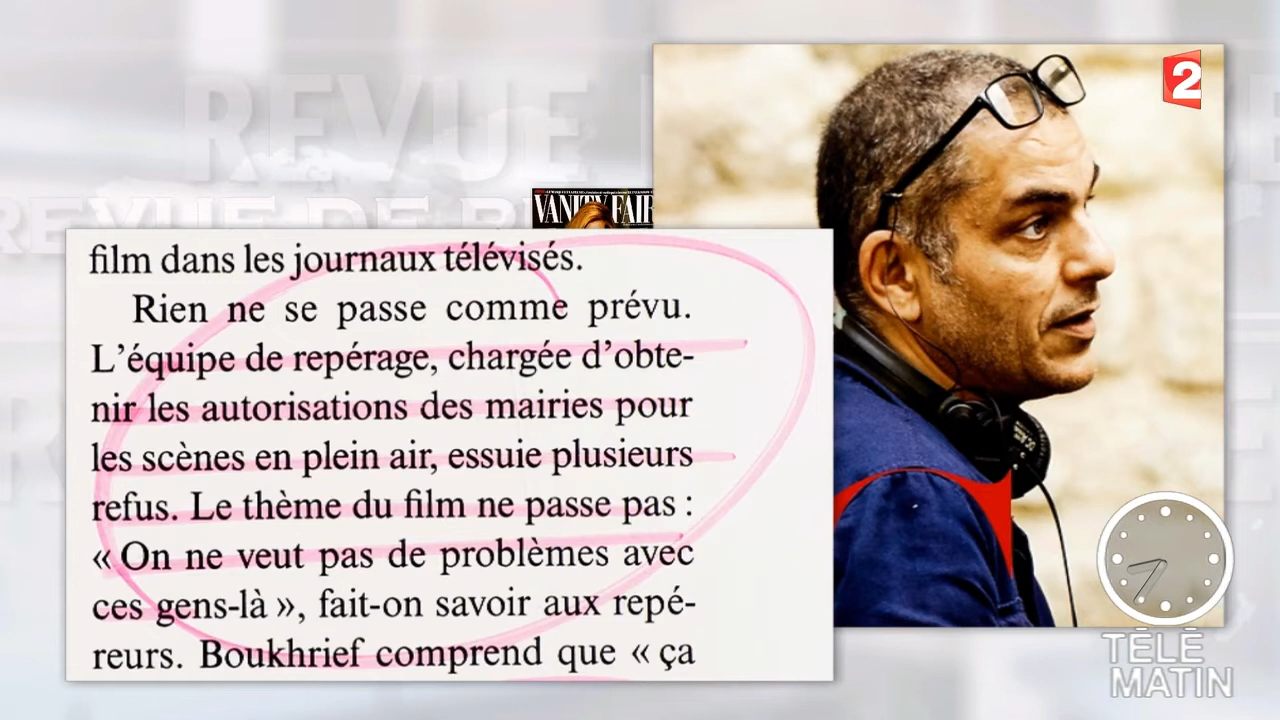 REVUE
2
REVUE DE
VANITY FAIR
film dans les journaux télévisés.
Rien ne se passe comme prévu.
L'équipe de repérage, chargée d'obte-
nir les autorisations des mairies pour
les scènes en plein air, essuie plusieurs
refus. Le thème du film ne passe pas :
« On ne veut pas de problèmes avec
ces gens-là », fait-on savoir aux repé-
reurs. Boukhrief comprend que « ça
TÉLÉ
MATIN